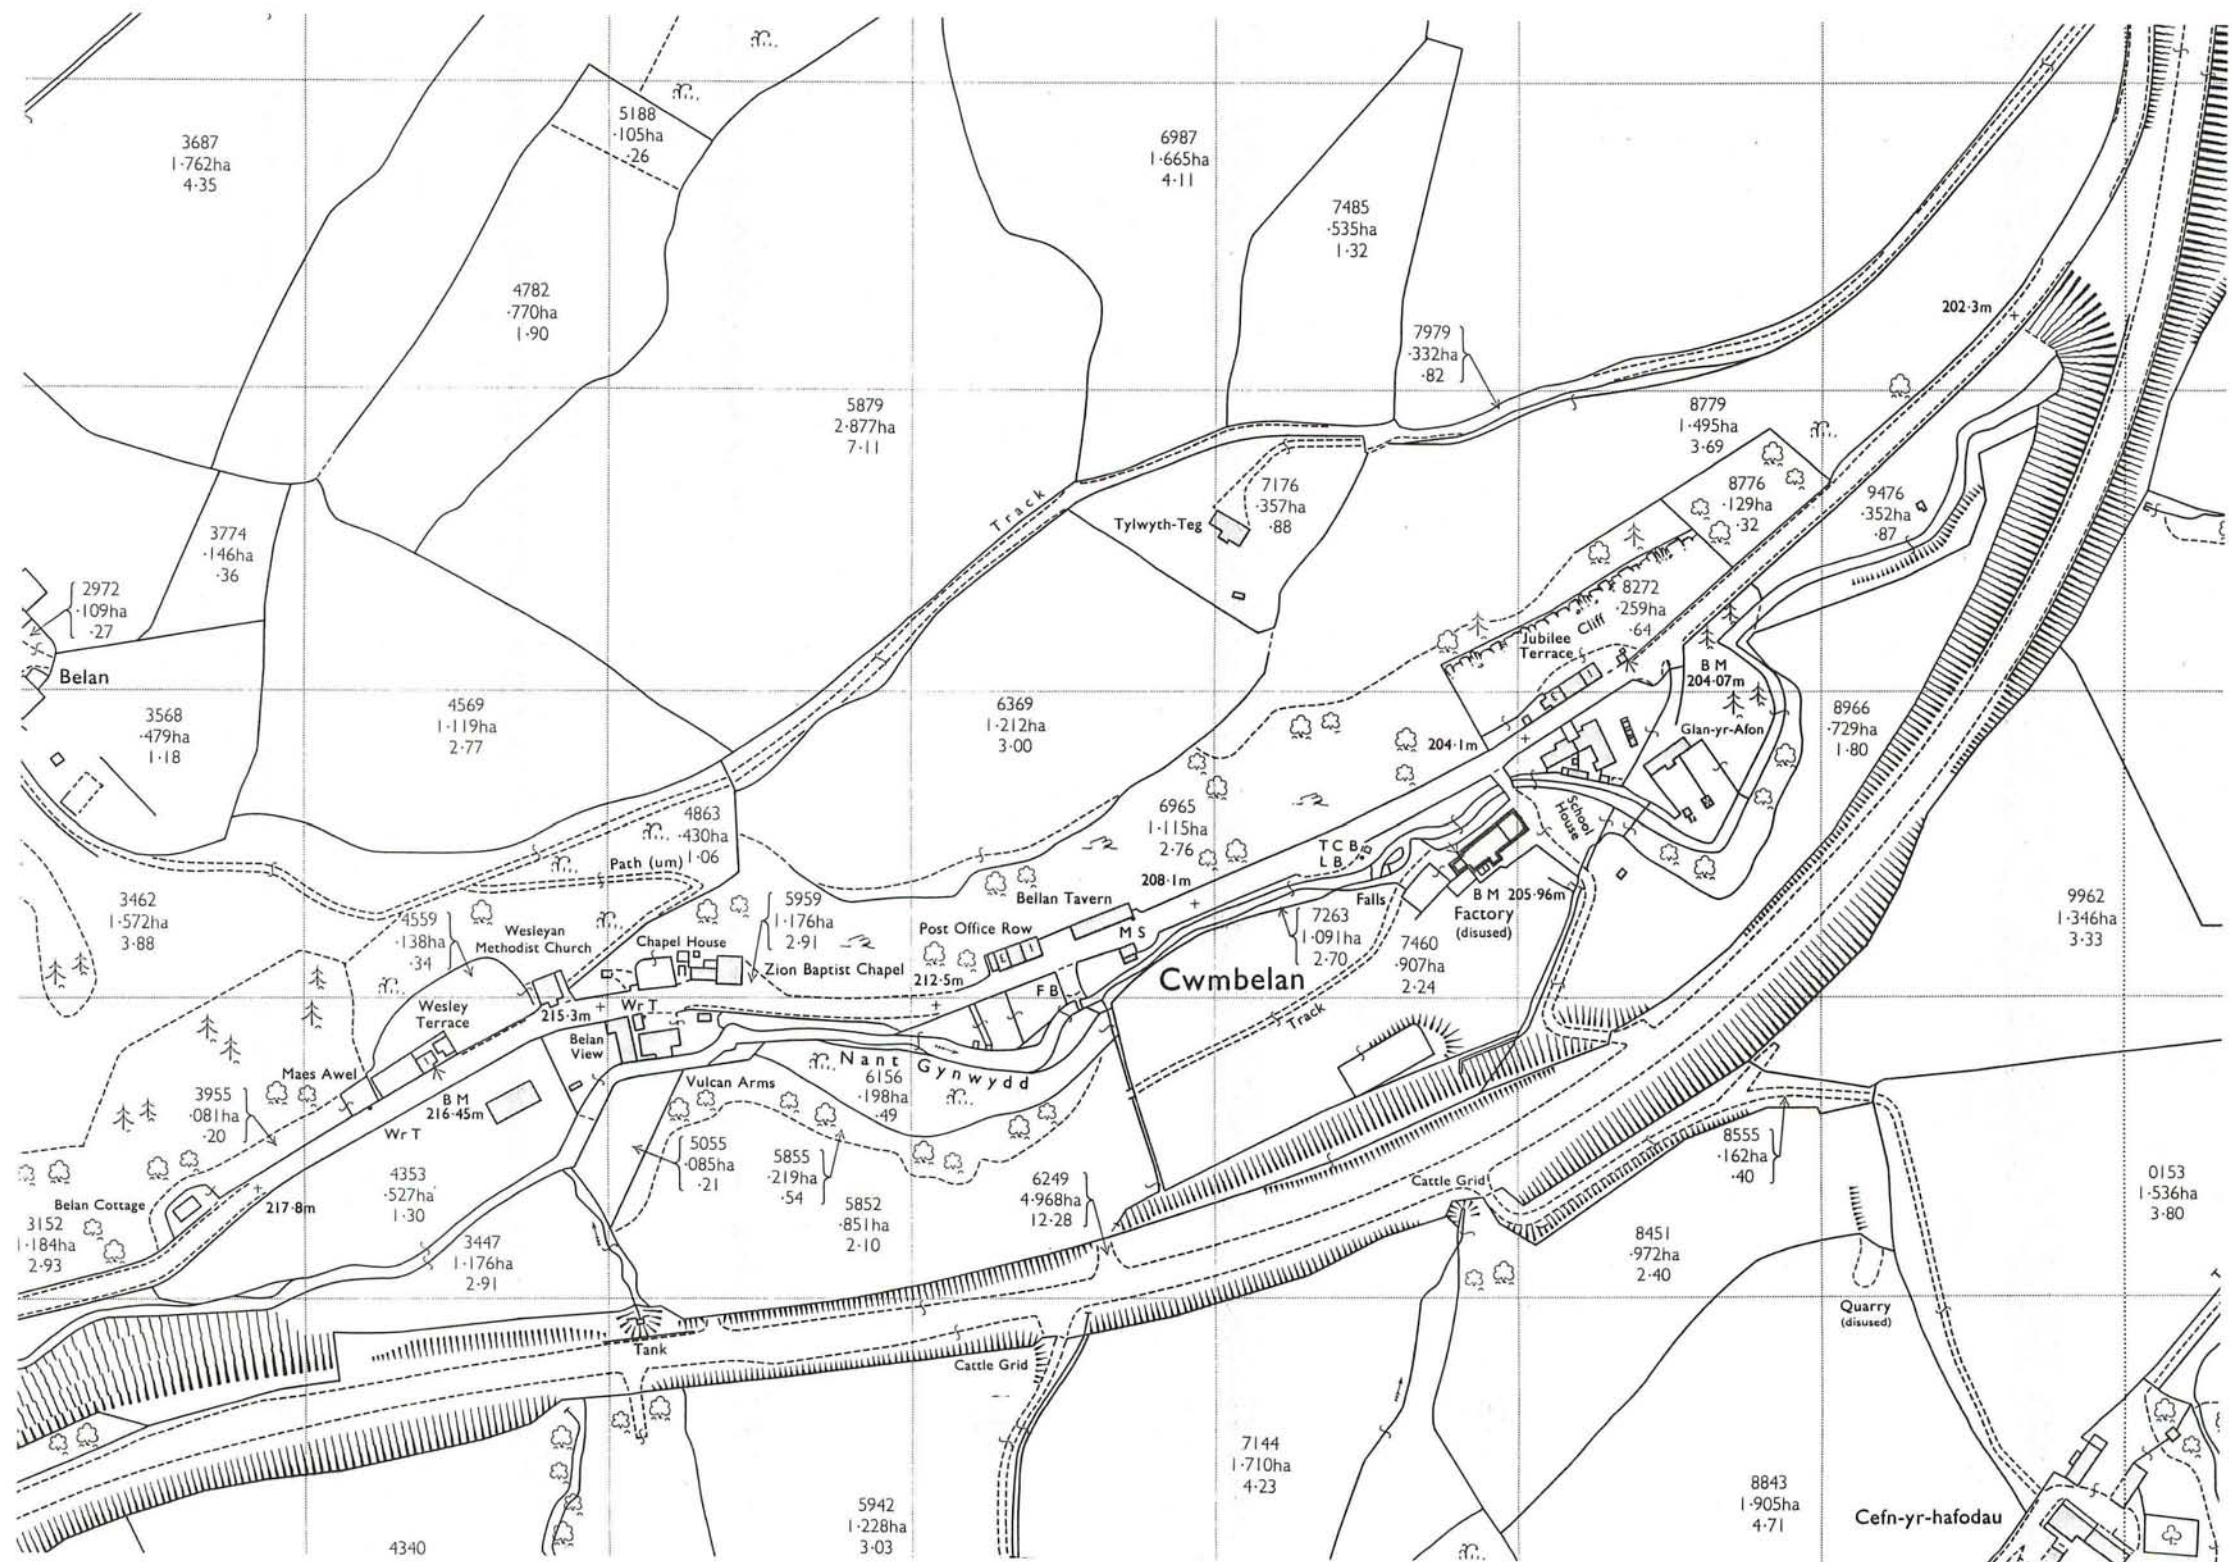 3687
1·762ha
4·35
5188
·105ha
·26
6987
1·665ha
4·11
7485
·535ha
1·32
4782
·770ha
1·90
7979
·332ha
·82
202·3m
5879
2·877ha
7·11
8779
1·495ha
3·69
Track
7176
·357ha
·88
Tylwyth-Teg
8776
·129ha
·32
9476
·352ha
·87
3774
·146ha
·36
2972
·109ha
·27
Belan
8272
·259ha
·64
Cliff
Jubilee
Terrace
B M
204·07m
3568
·479ha
1·18
4569
1·119ha
2·77
6369
1·212ha
3·00
204·1m
Glan-yr-Afon
8966
·729ha
1·80
4863
·430ha
1·06
Path (um)
6965
1·115ha
2·76
School
House
T C B
L B
208·1m
3462
1·572ha
3·88
4559
·138ha
·34
Wesleyan
Methodist Church
Chapel House
5959
1·176ha
2·91
Zion Baptist Chapel
Post Office Row
Bellan Tavern
M S
Falls
B M 205·96m
Factory
(disused)
7263
1·091ha
2·70
7460
·907ha
2·24
9962
1·346ha
3·33
212·5m
F B
Cwmbelan
Wesley
Terrace
215·3m
Wr T
Belan
View
Track
Nant Gynwydd
Maes Awel
Vulcan Arms
6156
·198ha
·49
3955
·081ha
·20
B M
216·45m
Wr T
5055
·085ha
·21
5855
·219ha
·54
8555
·162ha
·40
4353
·527ha
1·30
6249
4·968ha
12·28
Cattle Grid
0153
1·536ha
3·80
Belan Cottage
217·8m
3152
1·184ha
2·93
5852
·851ha
2·10
8451
·972ha
2·40
3447
1·176ha
2·91
Quarry
(disused)
Tank
Cattle Grid
7144
1·710ha
4·23
8843
1·905ha
4·71
Cefn-yr-hafodau
5942
1·228ha
3·03
4340